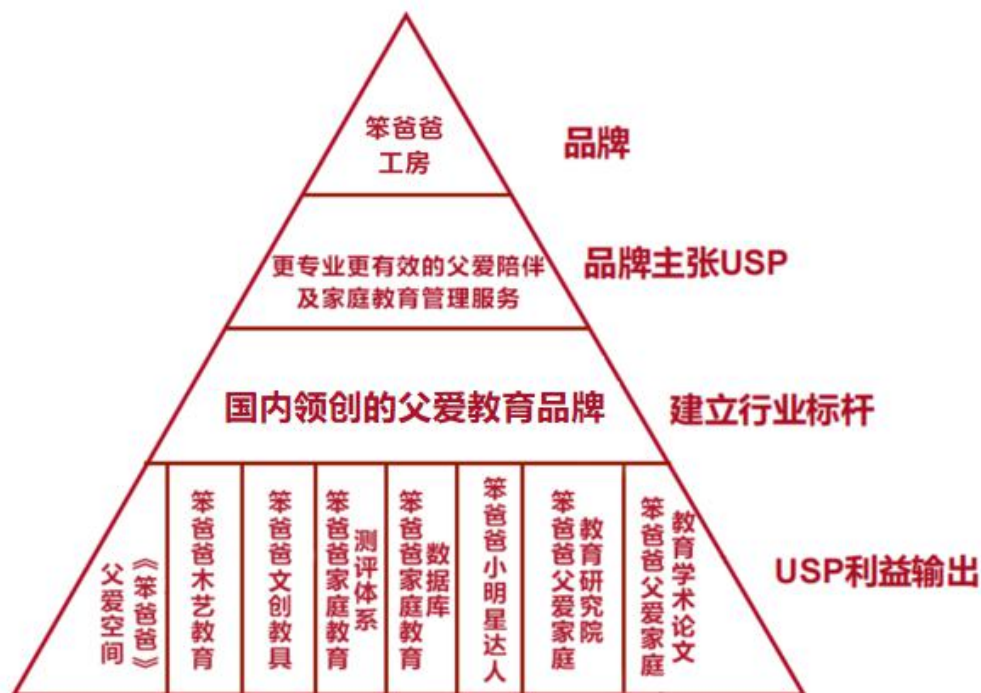 笨爸爸
工房
品牌
更专业更有效的父爱陪伴
及家庭教育管理服务
品牌主张USP
国内领创的父爱教育品牌
建立行业标杆
《笨爸爸》
父爱空间
笨爸爸木艺教育
笨爸爸文创教具
笨爸爸家庭教育
测评体系
笨爸爸家庭教育
数据库
笨爸爸小明星达人
笨爸爸父爱家庭
教育研究院
笨爸爸父爱家庭
教育学术论文
USP利益输出